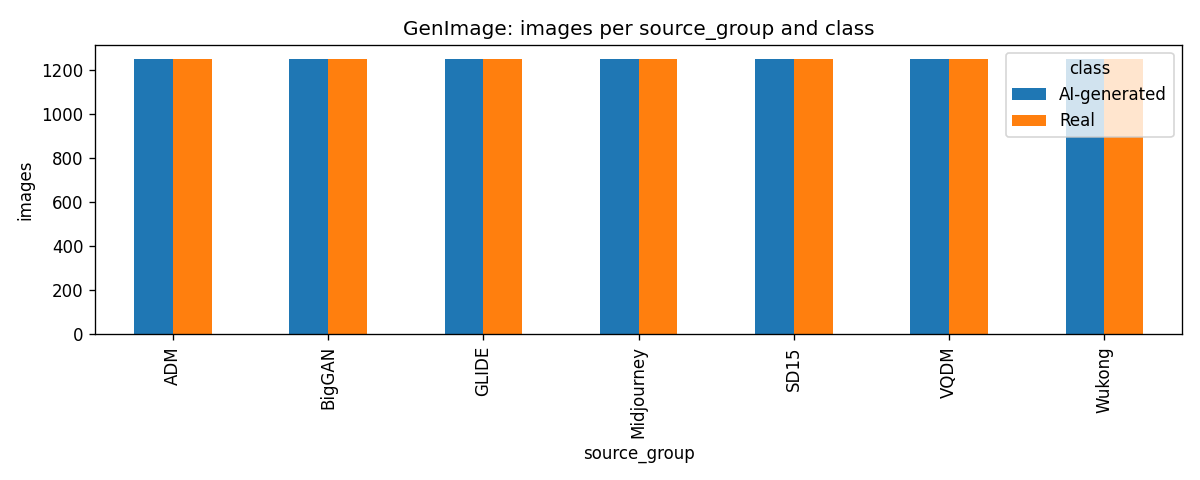 GenImage: images per source_group and class
images
1200
1000
800
600
400
200
0
class
AI-generated
Real
ADM
BigGAN
GLIDE
Midjourney
SD15
VQDM
Wukong
source_group